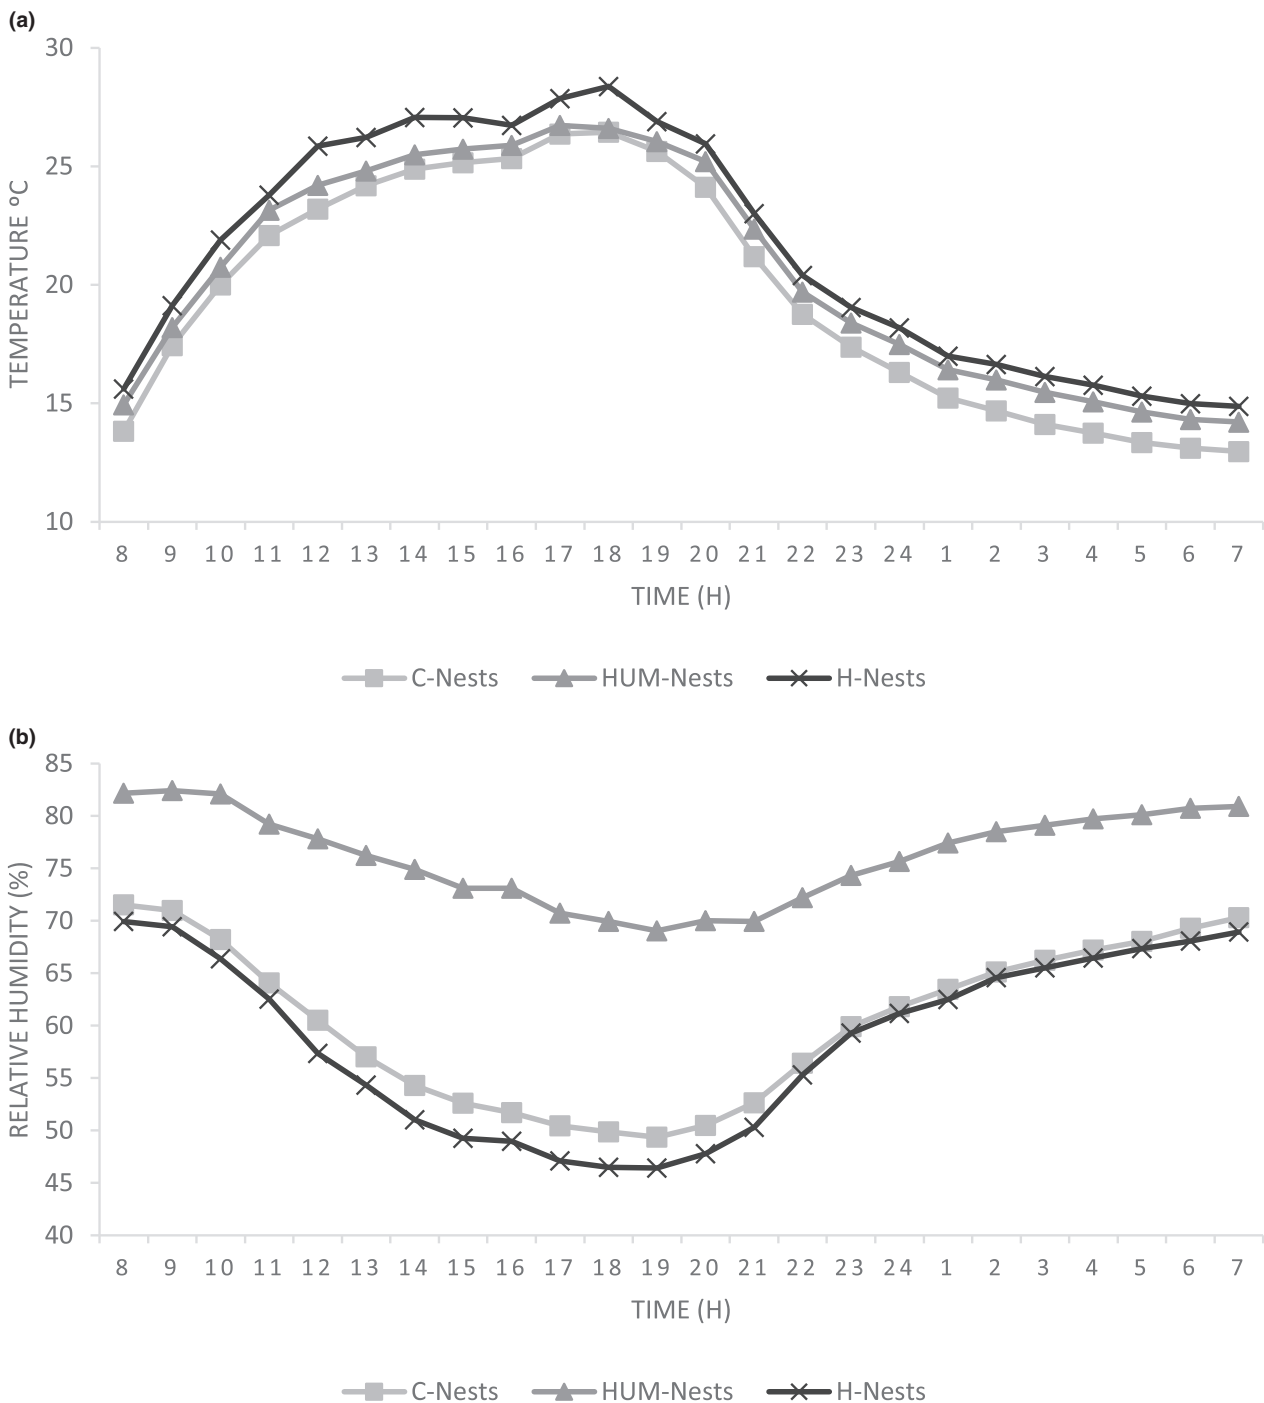 (a)
30
25
20
15
10
TEMPERATURE ºC
8 9 10 11 12 13 14 15 16 17 18 19 20 21 22 23 24 1 2 3 4 5 6 7
TIME (H)
C-Nests HUM-Nests H-Nests
(b)
85
80
75
70
65
60
55
50
45
40
RELATIVE HUMIDITY (%)
8 9 10 11 12 13 14 15 16 17 18 19 20 21 22 23 24 1 2 3 4 5 6 7
TIME (H)
C-Nests HUM-Nests H-Nests